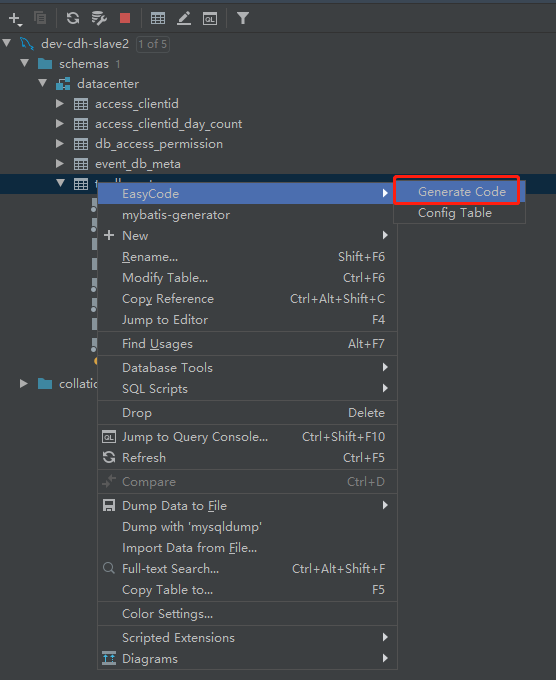 dev-cdh-slave2 1 of 5
schemas 1
datacenter
access_clientid
access_clientid_day_count
db_access_permission
event_db_meta
EasyCode
Generate Code
mybatis-generator
Config Table
New
Rename... Shift+F6
Modify Table... Ctrl+F6
Copy Reference Ctrl+Alt+Shift+C
Jump to Editor F4
Find Usages Alt+F7
Database Tools
SQL Scripts
collatio
Drop Delete
QL Jump to Query Console... Ctrl+Shift+F10
Refresh Ctrl+F5
Compare Ctrl+D
Dump Data to File
Dump with 'mysqldump'
Import Data from File...
Full-text Search... Ctrl+Alt+Shift+F
Copy Table to... F5
Color Settings...
Scripted Extensions
Diagrams